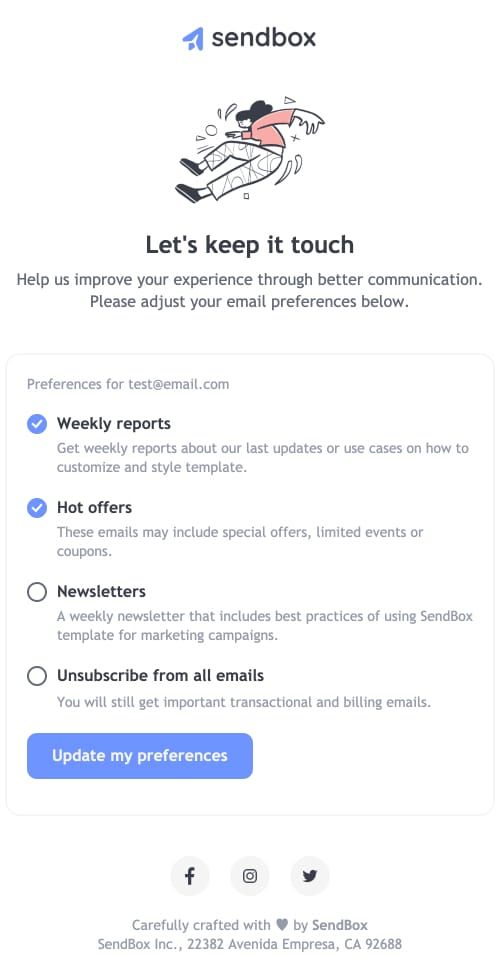 sendbox
Let's keep it touch
Help us improve your experience through better communication.
Please adjust your email preferences below.
Preferences for test@email.com
Weekly reports
Get weekly reports about our last updates or use cases on how to
customize and style template.
Hot offers
These emails may include special offers, limited events or
coupons.
Newsletters
A weekly newsletter that includes best practices of using SendBox
template for marketing campaigns.
Unsubscribe from all emails
You will still get important transactional and billing emails.
Update my preferences
Carefully crafted with ♥ by SendBox
SendBox Inc., 22382 Avenida Empresa, CA 92688